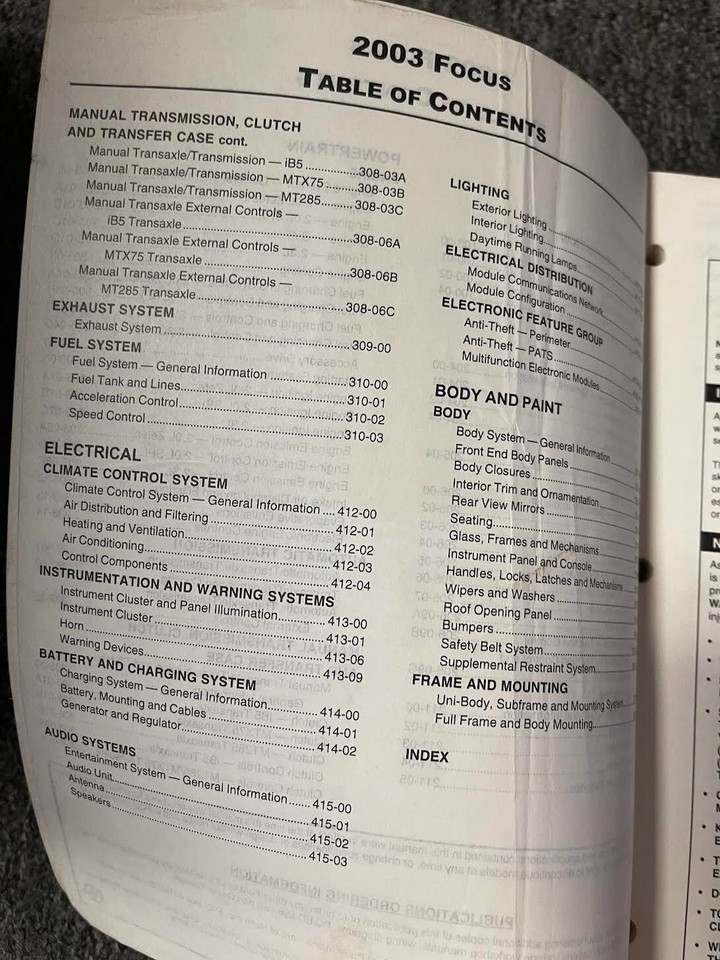 2003 FOCUS
TABLE OF CONTENTS
MANUAL TRANSMISSION, CLUTCH
AND TRANSFER CASE cont.
Manual Transaxle/Transmission — iB5..............308-03A
Manual Transaxle/Transmission — MTX75.........308-03B
Manual Transaxle/Transmission — MT285........308-03C
Manual Transaxle External Controls —
iB5 Transaxle..............................................308-06A
Manual Transaxle External Controls —
MTX75 Transaxle........................................308-06B
Manual Transaxle External Controls —
MT285 Transaxle........................................308-06C
EXHAUST SYSTEM
Exhaust System..................................................309-00
FUEL SYSTEM
Fuel System — General Information ....................310-00
Fuel Tank and Lines............................................310-01
Acceleration Control............................................310-02
Speed Control.....................................................310-03
ELECTRICAL
CLIMATE CONTROL SYSTEM
Climate Control System — General Information....412-00
Air Distribution and Filtering .................................412-01
Heating and Ventilation........................................412-02
Air Conditioning...................................................412-03
Control Components ...........................................412-04
INSTRUMENTATION AND WARNING SYSTEMS
Instrument Cluster and Panel Illumination.............413-00
Instrument Cluster ...............................................413-01
Horn...................................................................413-06
Warning Devices..................................................413-09
BATTERY AND CHARGING SYSTEM
Charging System — General Information..............414-00
Battery, Mounting and Cables ..............................414-01
Generator and Regulator......................................414-02
AUDIO SYSTEMS
Entertainment System — General Information......415-00
Audio Unit...........................................................415-01
Antenna..............................................................415-02
Speakers............................................................415-03
LIGHTING
Exterior Lighting
Interior Lighting
Daytime Running Lamps
ELECTRICAL DISTRIBUTION
Module Communications Network
Module Configuration
ELECTRONIC FEATURE GROUP
Anti-Theft — Perimeter
Anti-Theft — PATS
Multifunction Electronic Modules
BODY AND PAINT
BODY
Body System — General Information
Front End Body Panels
Body Closures
Interior Trim and Ornamentation
Rear View Mirrors
Seating
Glass, Frames and Mechanisms
Instrument Panel and Console
Handles, Locks, Latches and Mechanisms
Wipers and Washers
Roof Opening Panel
Bumpers
Safety Belt System
Supplemental Restraint System
FRAME AND MOUNTING
Uni-Body, Subframe and Mounting System
Full Frame and Body Mounting
INDEX